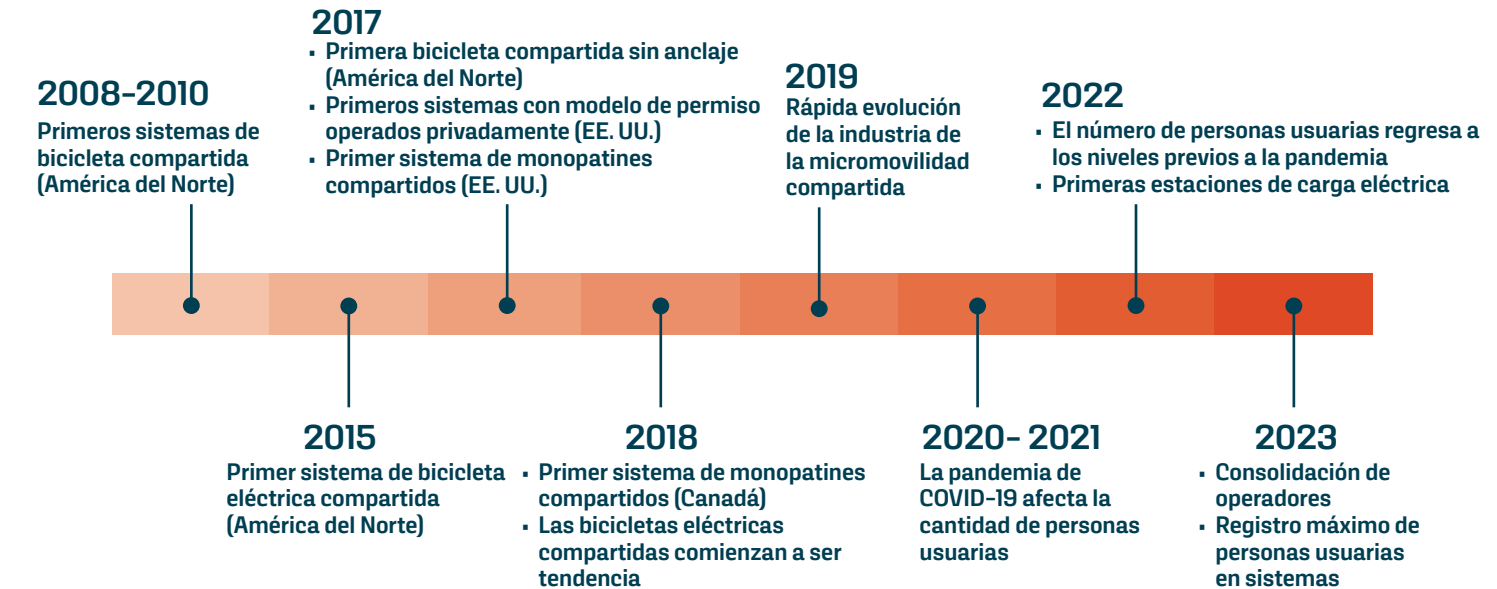 2008–2010
Primeros sistemas de
bicicleta compartida
(América del Norte)
2015
Primer sistema de bicicleta
eléctrica compartida
(América del Norte)
2017
▪ Primera bicicleta compartida sin anclaje
(América del Norte)
▪ Primeros sistemas con modelo de permiso
operados privadamente (EE. UU.)
▪ Primer sistema de monopatines
compartidos (EE. UU.)
2018
▪ Primer sistema de monopatines
compartidos (Canadá)
▪ Las bicicletas eléctricas
compartidas comienzan a ser
tendencia
2019
Rápida evolución
de la industria de
la micromovilidad
compartida
2020– 2021
La pandemia de
COVID-19 afecta la
cantidad de personas
usuarias
2022
▪ El número de personas usuarias regresa a
los niveles previos a la pandemia
▪ Primeras estaciones de carga eléctrica
2023
▪ Consolidación de
operadores
▪ Registro máximo de
personas usuarias
en sistemas